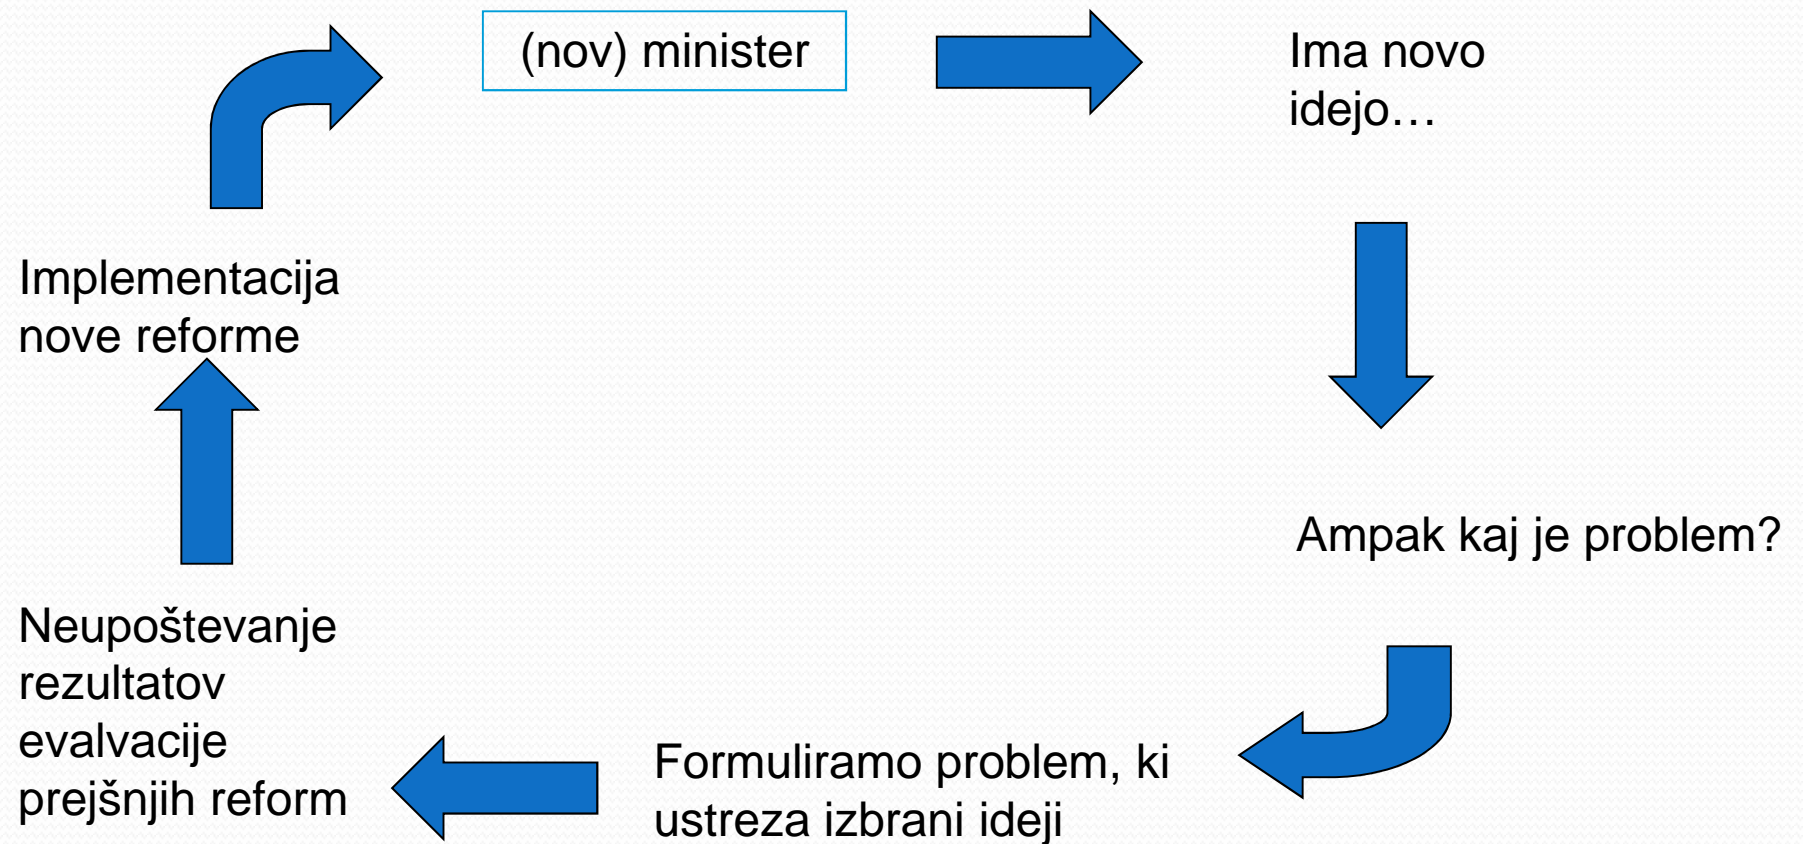 (nov) minister
Ima novo
idejo…
Ampak kaj je problem?
Formuliramo problem, ki
ustreza izbrani ideji
Neupoštevanje
rezultatov
evalvacije
prejšnjih reform
Implementacija
nove reforme